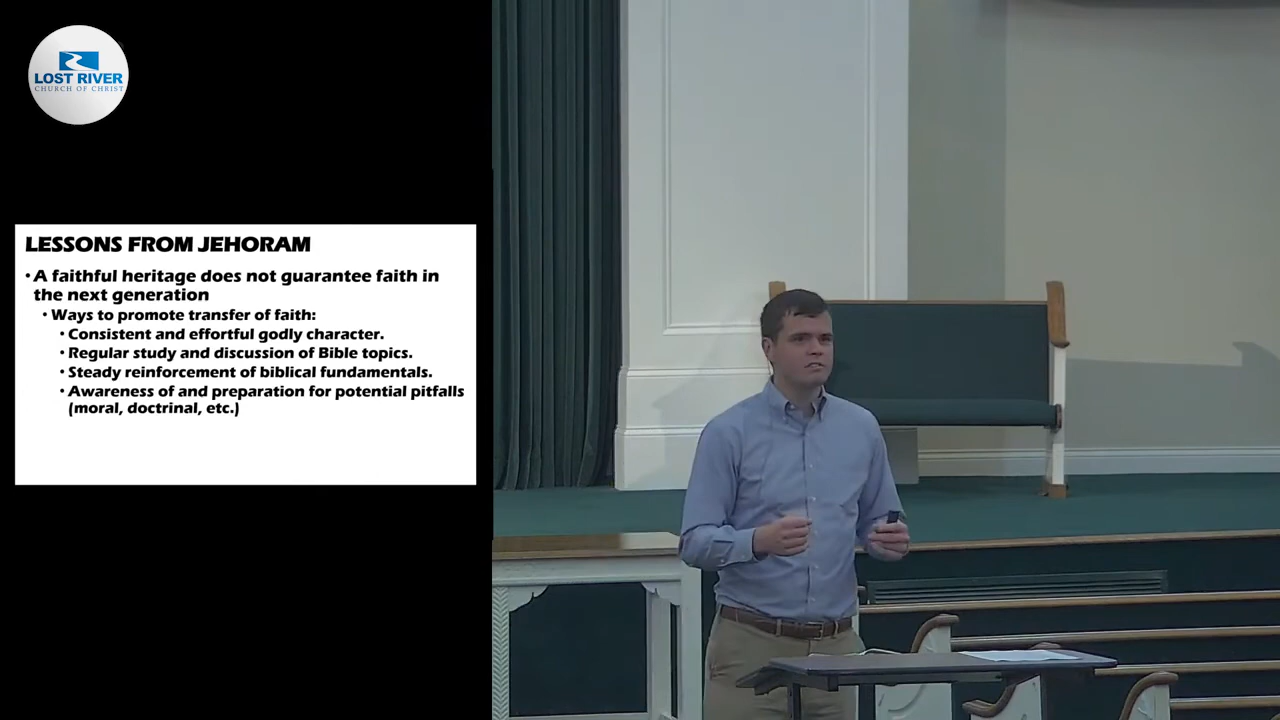 LOST RIVER
CHURCH OF CHRIST
LESSONS FROM JEHORAM
• A faithful heritage does not guarantee faith in
the next generation
• Ways to promote transfer of faith:
• Consistent and effortful godly character.
• Regular study and discussion of Bible topics.
• Steady reinforcement of biblical fundamentals.
• Awareness of and preparation for potential pitfalls
(moral, doctrinal, etc.)